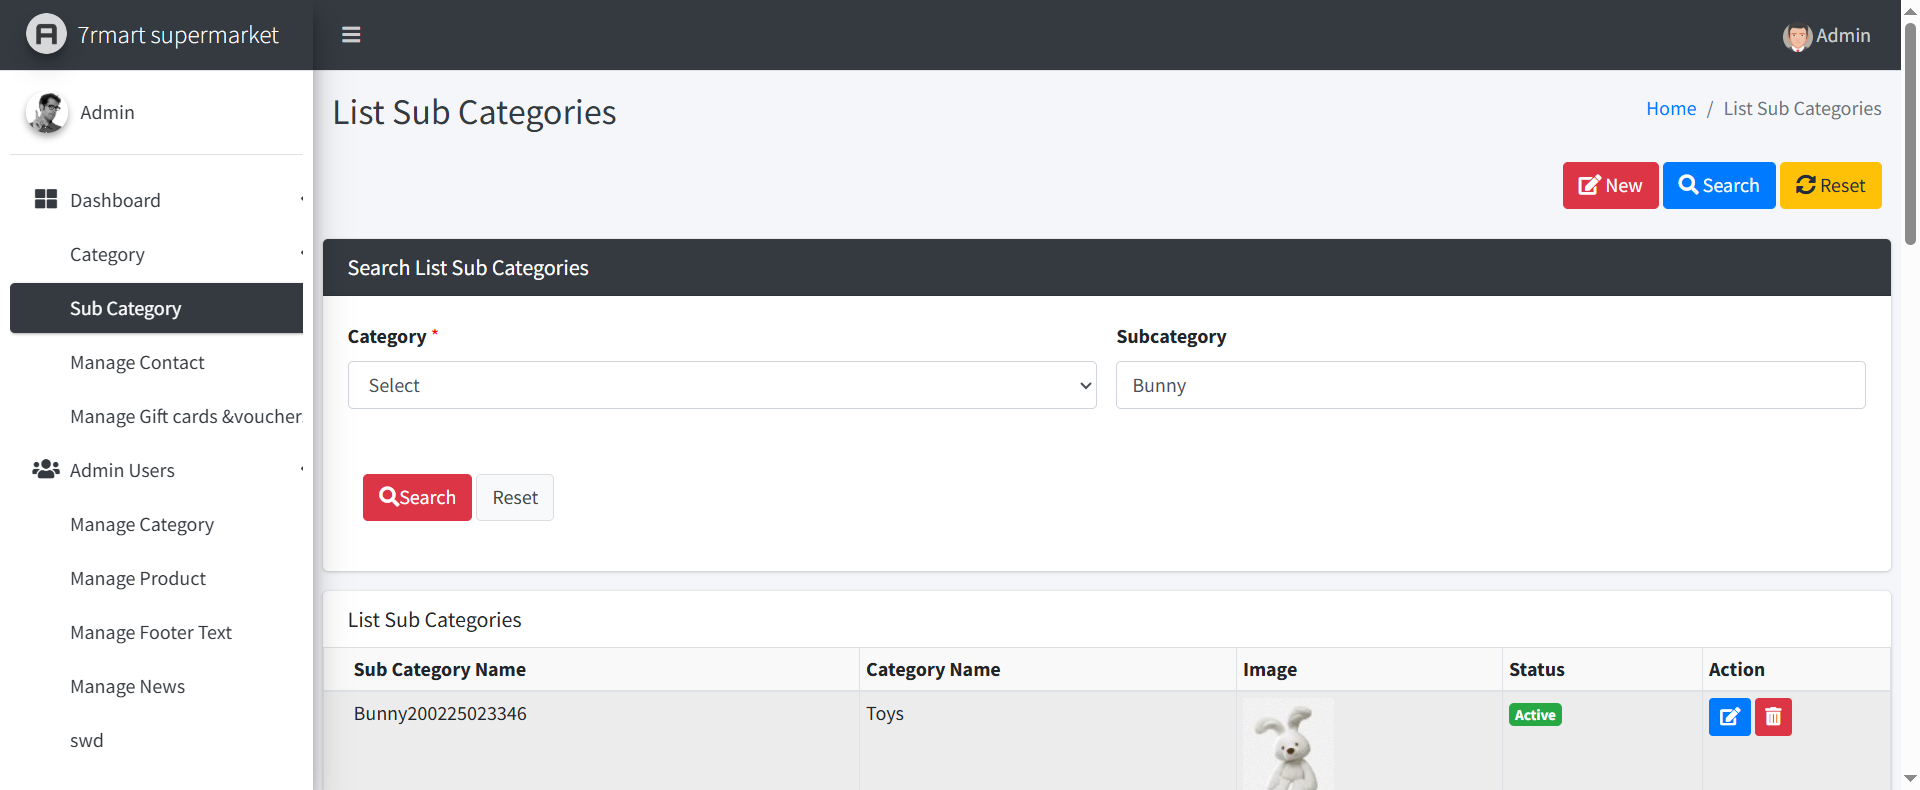 7rmart supermarket
Admin
Admin
List Sub Categories
Home / List Sub Categories
New Search Reset
Dashboard
Category
Sub Category
Manage Contact
Manage Gift cards &voucher
Admin Users
Manage Category
Manage Product
Manage Footer Text
Manage News
swd
Search List Sub Categories
Category * Subcategory
Select Bunny
Search Reset
List Sub Categories
Sub Category Name Category Name Image Status Action
Bunny200225023346 Toys Active